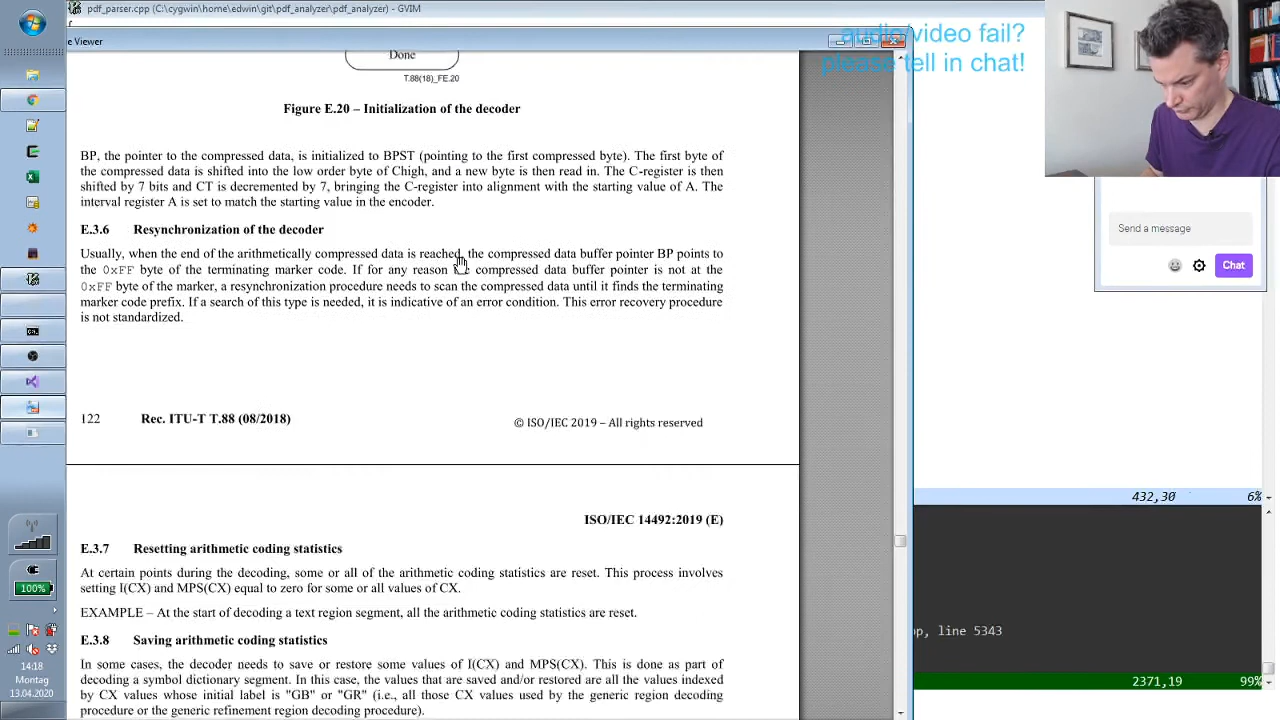 pdf_parser.cpp (C:\cygwin\home\edwin\git\pdf_analyzer\pdf_analyzer) - GVIM
e Viewer
audio/video fail?
please tell in chat!
Done
T.88(18)_FE.20
Figure E.20 – Initialization of the decoder
BP, the pointer to the compressed data, is initialized to BPST (pointing to the first compressed byte). The first byte of
the compressed data is shifted into the low order byte of Chigh, and a new byte is then read in. The C-register is then
shifted by 7 bits and CT is decremented by 7, bringing the C-register into alignment with the starting value of A. The
interval register A is set to match the starting value in the encoder.
E.3.6 Resynchronization of the decoder
Usually, when the end of the arithmetically compressed data is reached, the compressed data buffer pointer BP points to
the 0xFF byte of the terminating marker code. If for any reason compressed data buffer pointer is not at the
0xFF byte of the marker, a resynchronization procedure needs to scan the compressed data until it finds the terminating
marker code prefix. If a search of this type is needed, it is indicative of an error condition. This error recovery procedure
is not standardized.
122 Rec. ITU-T T.88 (08/2018) © ISO/IEC 2019 – All rights reserved
ISO/IEC 14492:2019 (E)
E.3.7 Resetting arithmetic coding statistics
At certain points during the decoding, some or all of the arithmetic coding statistics are reset. This process involves
setting I(CX) and MPS(CX) equal to zero for some or all values of CX.
EXAMPLE – At the start of decoding a text region segment, all the arithmetic coding statistics are reset.
E.3.8 Saving arithmetic coding statistics
In some cases, the decoder needs to save or restore some values of I(CX) and MPS(CX). This is done as part of
decoding a symbol dictionary segment. In this case, the values that are saved and/or restored are all the values indexed
by CX values whose initial label is "GB" or "GR" (i.e., all those CX values used by the generic region decoding
procedure or the generic refinement region decoding procedure).
Send a message
Chat
432,30 6%
op, line 5343
2371,19 99%
100%
14:18
Montag
13.04.2020